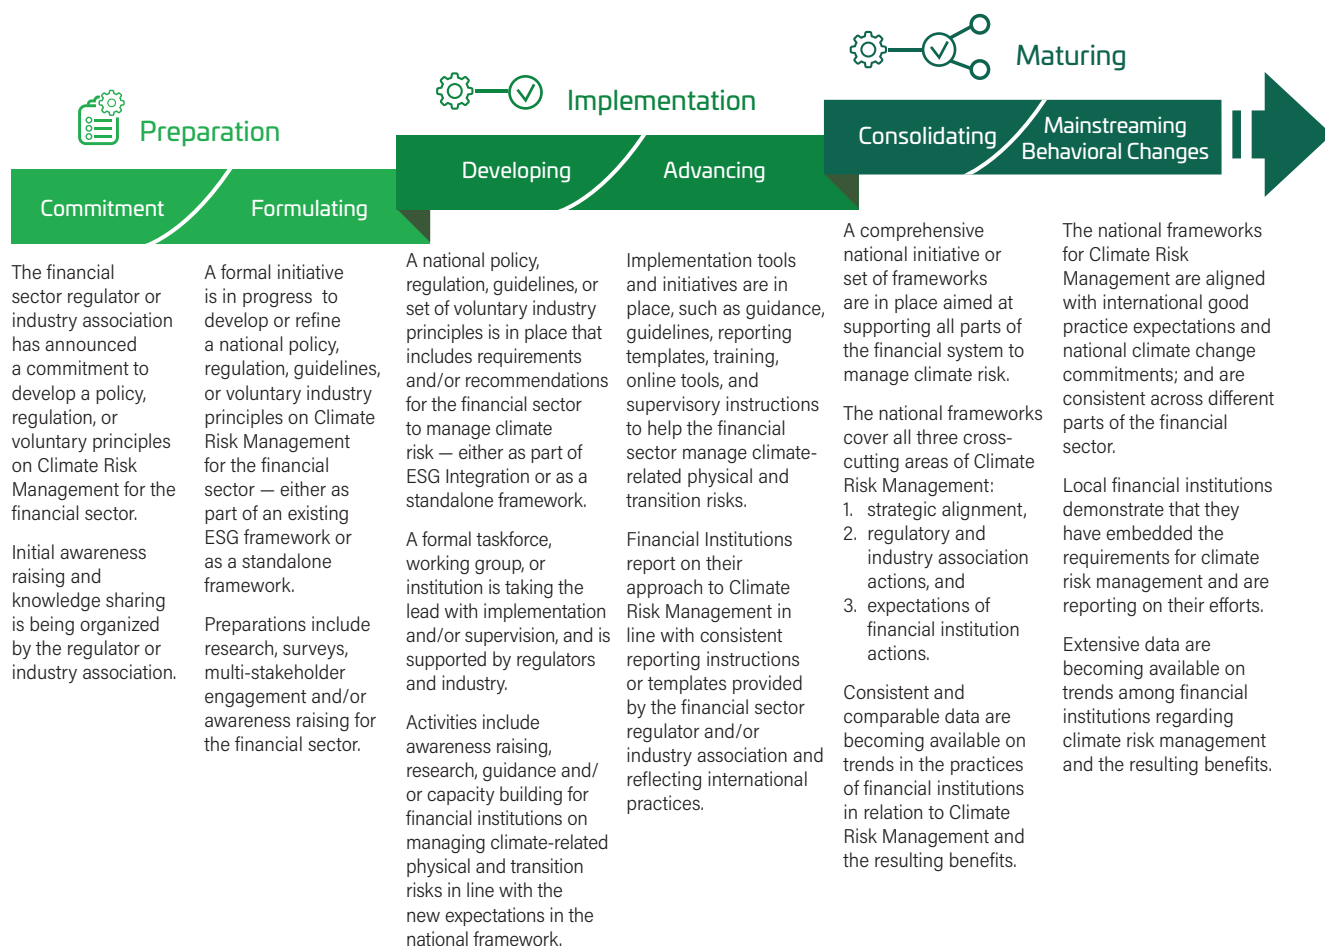 Preparation
Commitment
Formulating
The financial
sector regulator or
industry association
has announced
a commitment to
develop a policy,
regulation, or
voluntary principles
on Climate Risk
Management for the
financial sector.
Initial awareness
raising and
knowledge sharing
is being organized
by the regulator or
industry association.
A formal initiative
is in progress to
develop or refine
a national policy,
regulation, guidelines,
or voluntary industry
principles on Climate
Risk Management
for the financial
sector — either as
part of an existing
ESG framework or
as a standalone
framework.
Preparations include
research, surveys,
multi-stakeholder
engagement and/or
awareness raising for
the financial sector.
Implementation
Developing
Advancing
A national policy,
regulation, guidelines, or
set of voluntary industry
principles is in place that
includes requirements
and/or recommendations
for the financial sector
to manage climate
risk — either as part of
ESG Integration or as a
standalone framework.
A formal taskforce,
working group, or
institution is taking the
lead with implementation
and/or supervision, and is
supported by regulators
and industry.
Activities include
awareness raising,
research, guidance and/
or capacity building for
financial institutions on
managing climate-related
physical and transition
risks in line with the
new expectations in the
national framework.
Implementation tools
and initiatives are in
place, such as guidance,
guidelines, reporting
templates, training,
online tools, and
supervisory instructions
to help the financial
sector manage climate-
related physical and
transition risks.
Financial Institutions
report on their
approach to Climate
Risk Management in
line with consistent
reporting instructions
or templates provided
by the financial sector
regulator and/or
industry association and
reflecting international
practices.
Maturing
Consolidating
Mainstreaming
Behavioral Changes
A comprehensive
national initiative or
set of frameworks
are in place aimed at
supporting all parts of
the financial system to
manage climate risk.
The national frameworks
cover all three cross-
cutting areas of Climate
Risk Management:
1. strategic alignment,
2. regulatory and
industry association
actions, and
3. expectations of
financial institution
actions.
Consistent and
comparable data are
becoming available on
trends in the practices
of financial institutions
in relation to Climate
Risk Management and
the resulting benefits.
The national frameworks
for Climate Risk
Management are aligned
with international good
practice expectations and
national climate change
commitments; and are
consistent across different
parts of the financial
sector.
Local financial institutions
demonstrate that they
have embedded the
requirements for climate
risk management and are
reporting on their efforts.
Extensive data are
becoming available on
trends among financial
institutions regarding
climate risk management
and the resulting benefits.